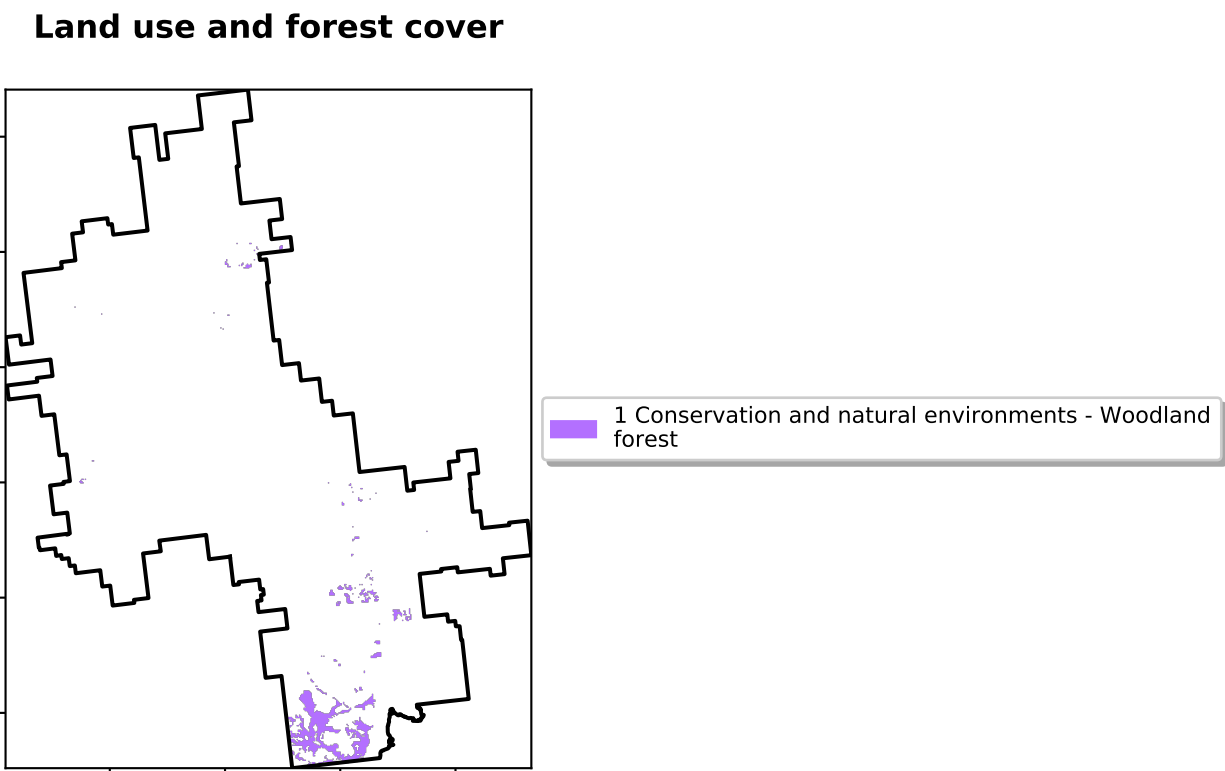 Land use and forest cover
1 Conservation and natural environments - Woodland
forest